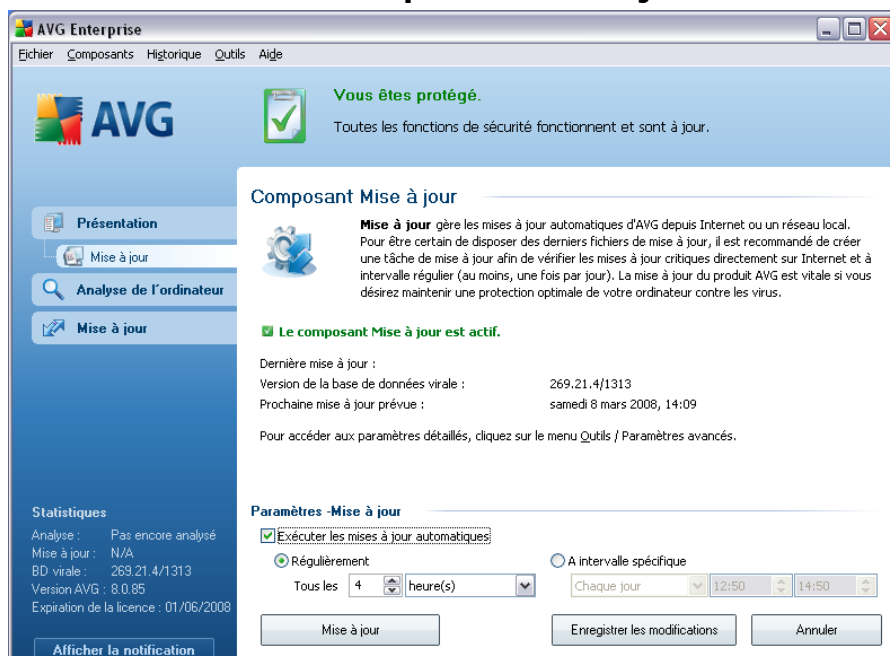 AVG Enterprise
Fichier Composants Historique Outils Aide
AVG
Vous êtes protégé.
Toutes les fonctions de sécurité fonctionnent et sont à jour.
Présentation
Mise à jour
Analyse de l'ordinateur
Mise à jour
Composant Mise à jour
Mise à jour gère les mises à jour automatiques d'AVG depuis Internet ou un réseau local.
Pour être certain de disposer des derniers fichiers de mise à jour, il est recommandé de créer
une tâche de mise à jour afin de vérifier les mises à jour critiques directement sur Internet et à
intervalle régulier (au moins, une fois par jour). La mise à jour du produit AVG est vitale si vous
désirez maintenir une protection optimale de votre ordinateur contre les virus.
Le composant Mise à jour est actif.
Dernière mise à jour :
Version de la base de données virale : 269.21.4/1313
Prochaine mise à jour prévue : samedi 8 mars 2008, 14:09
Pour accéder aux paramètres détaillés, cliquez sur le menu Outils / Paramètres avancés.
Statistiques
Analyse : Pas encore analysé
Mise à jour : N/A
BD virale : 269.21.4/1313
Version AVG : 8.0.85
Expiration de la licence : 01/06/2008
Afficher la notification
Paramètres -Mise à jour
Exécuter les mises à jour automatiques
Régulièrement
A intervalle spécifique
Tous les 4 heure(s)
Chaque jour 12:50 14:50
Mise à jour
Enregistrer les modifications
Annuler